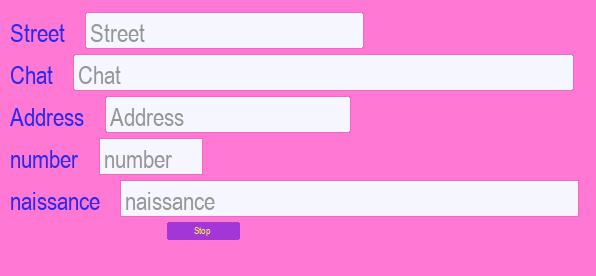 Street Street
Chat Chat
Address Address
number number
naissance naissance
Stop